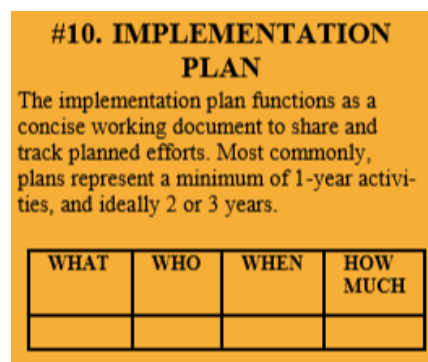 #10. IMPLEMENTATION
PLAN
The implementation plan functions as a
concise working document to share and
track planned efforts. Most commonly,
plans represent a minimum of 1-year activi-
ties, and ideally 2 or 3 years.
WHAT WHO WHEN HOW
MUCH